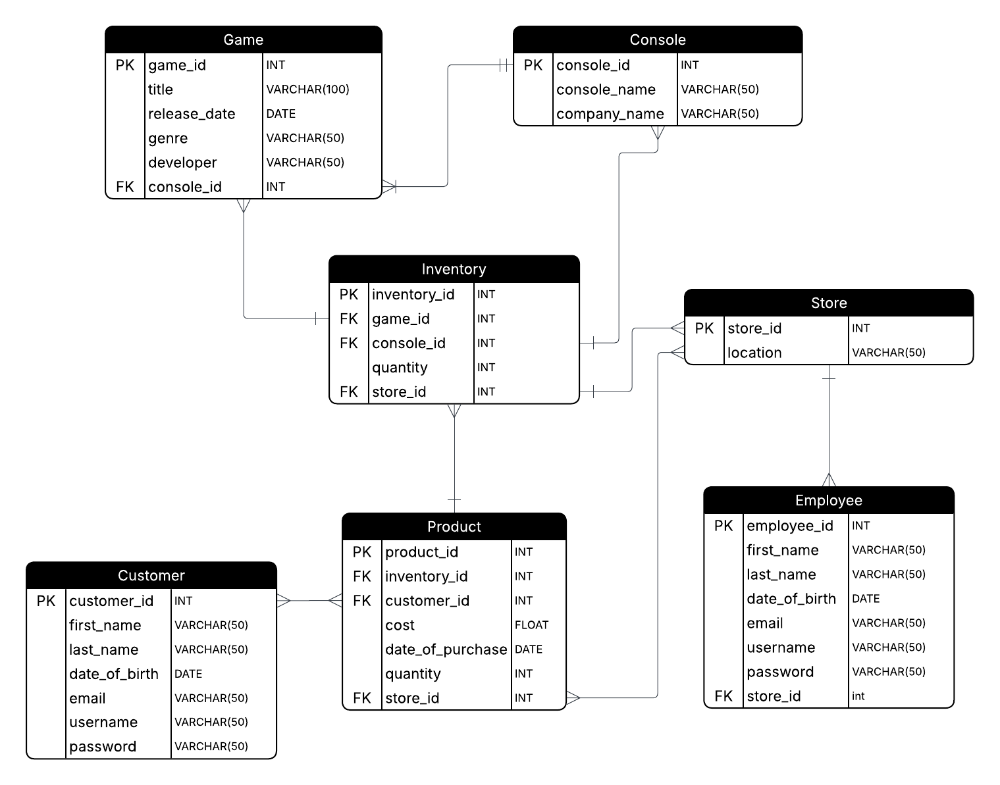 Game
PK game_id INT
title VARCHAR(100)
release_date DATE
genre VARCHAR(50)
developer VARCHAR(50)
FK console_id INT
Console
PK console_id INT
console_name VARCHAR(50)
company_name VARCHAR(50)
Inventory
PK inventory_id INT
FK game_id INT
FK console_id INT
quantity INT
FK store_id INT
Store
PK store_id INT
location VARCHAR(50)
Product
PK product_id INT
FK inventory_id INT
FK customer_id INT
cost FLOAT
date_of_purchase DATE
quantity INT
FK store_id INT
Employee
PK employee_id INT
first_name VARCHAR(50)
last_name VARCHAR(50)
date_of_birth DATE
email VARCHAR(50)
username VARCHAR(50)
password VARCHAR(50)
FK store_id int
Customer
PK customer_id INT
first_name VARCHAR(50)
last_name VARCHAR(50)
date_of_birth DATE
email VARCHAR(50)
username VARCHAR(50)
password VARCHAR(50)